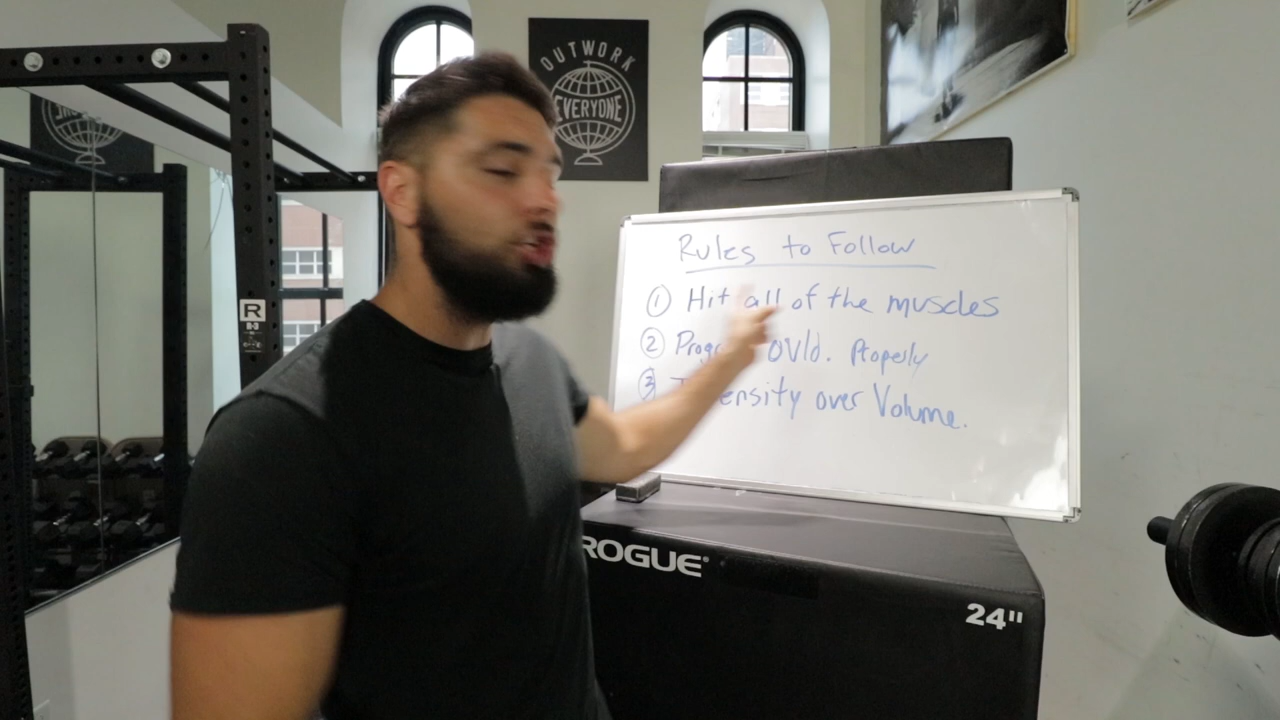 OUTWORK
EVERYONE
Rules to Follow
① Hit all of the muscles
② Prog ovld. Properly
③ ensity over Volume.
R
ROGUE®
24"